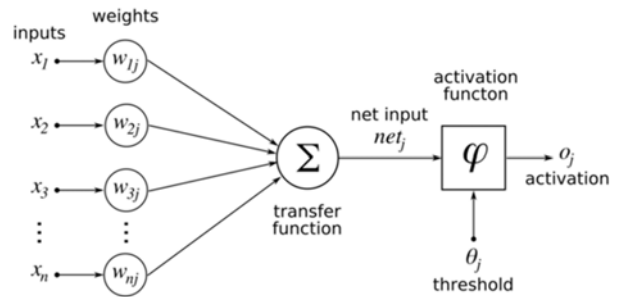 inputs
weights
x1
w1j
x2
w2j
x3
w3j
⋮
⋮
xn
wnj
Σ
transfer
function
net input
netj
activation
functon
φ
oj
activation
θj
threshold